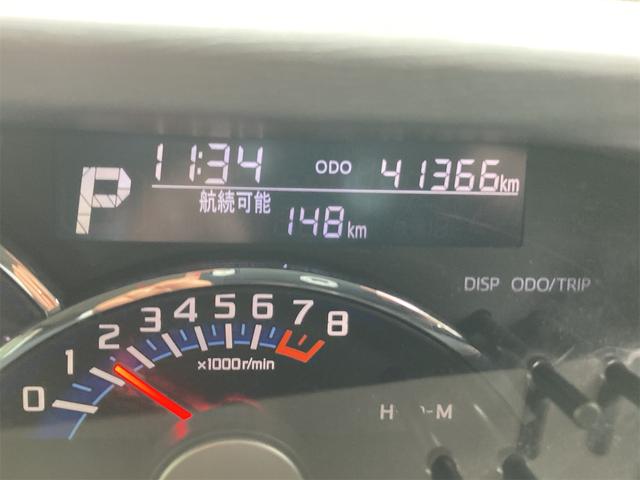 P
11:34 ODO 41366km
航続可能
148km
DISP ODO/TRIP
0 1 2 3 4 5 6 7 8
×1000r/min